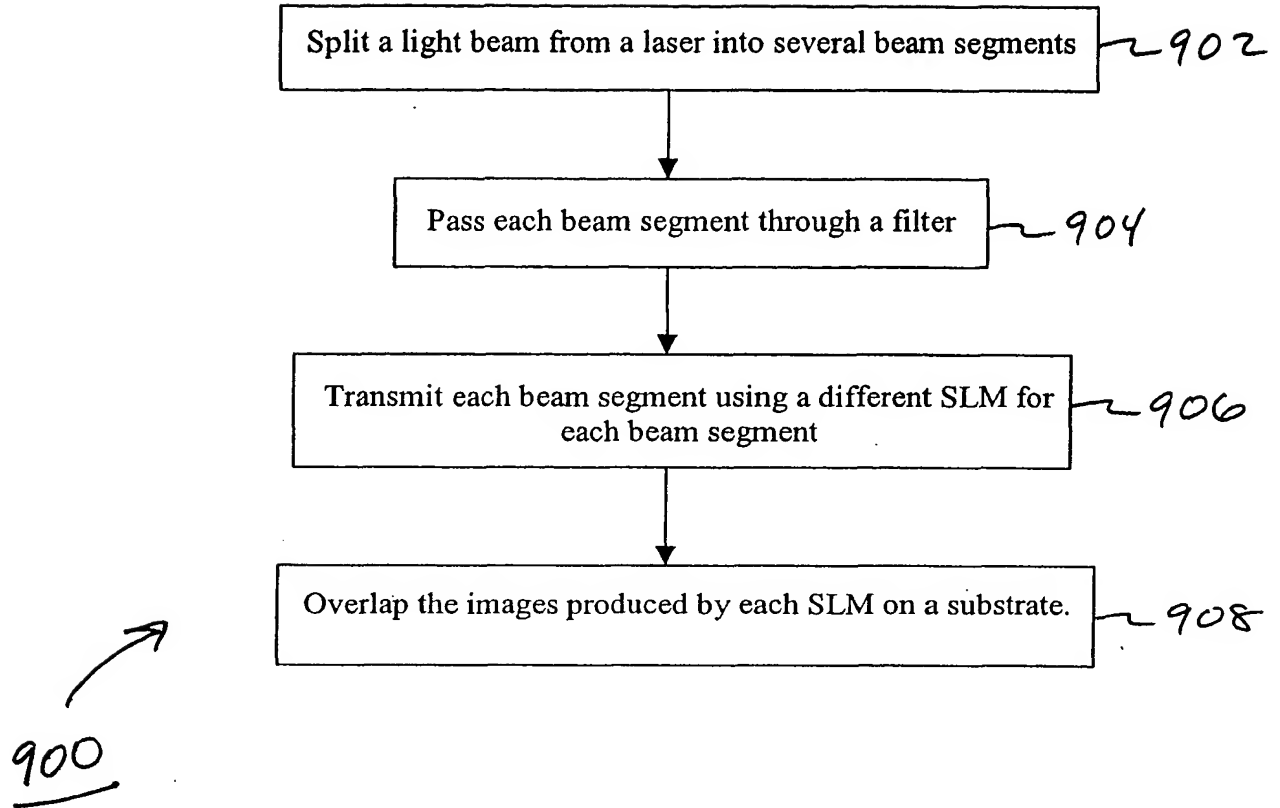 Split a light beam from a laser into several beam segments
902
Pass each beam segment through a filter
904
Transmit each beam segment using a different SLM for
each beam segment
906
Overlap the images produced by each SLM on a substrate.
908
900